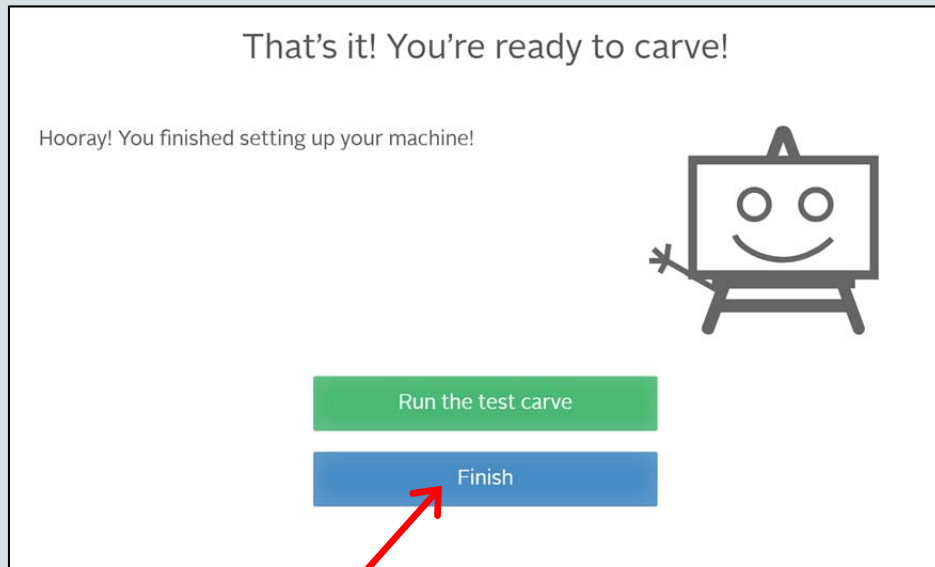 That’s it! You’re ready to carve!
Hooray! You finished setting up your machine!
Run the test carve
Finish